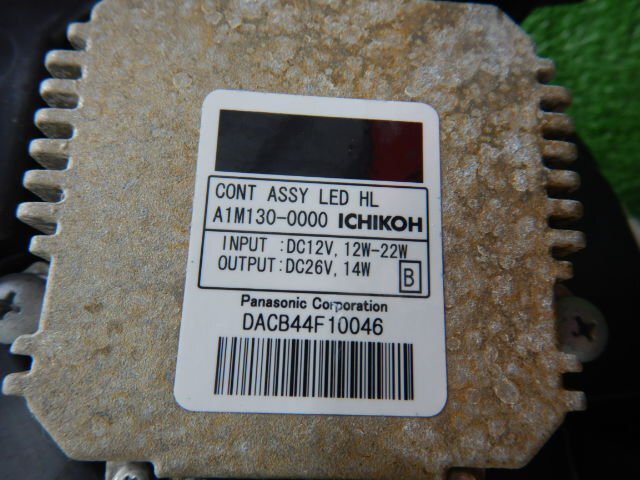 CONT ASSY LED HL
A1M130-0000 ICHIKOH
INPUT :DC12V, 12W-22W
OUTPUT:DC26V, 14W B
Panasonic Corporation
DACB44F10046